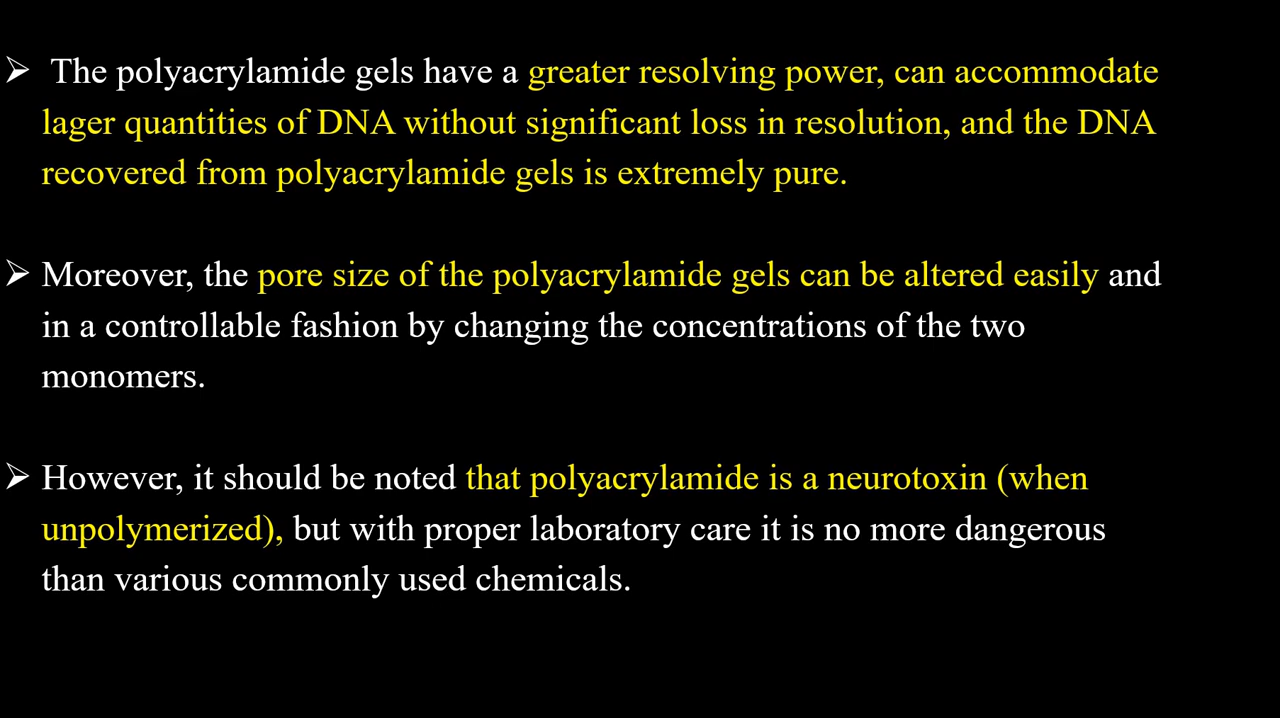 ➢ The polyacrylamide gels have a greater resolving power, can accommodate
lager quantities of DNA without significant loss in resolution, and the DNA
recovered from polyacrylamide gels is extremely pure.
➢ Moreover, the pore size of the polyacrylamide gels can be altered easily and
in a controllable fashion by changing the concentrations of the two
monomers.
➢ However, it should be noted that polyacrylamide is a neurotoxin (when
unpolymerized), but with proper laboratory care it is no more dangerous
than various commonly used chemicals.